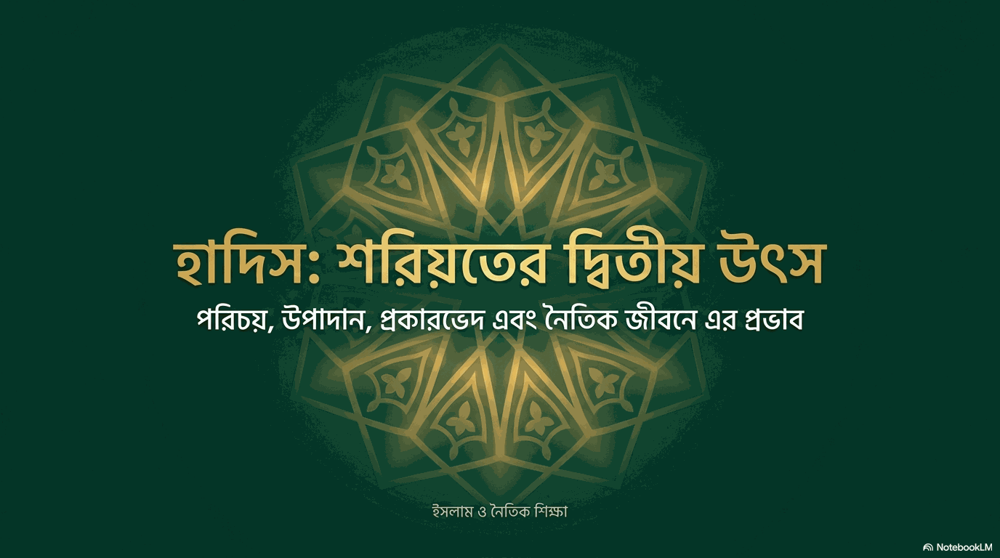 হাদিস: শরিয়তের দ্বিতীয় উৎস
পরিচয়, উপাদান, প্রকারভেদ এবং নৈতিক জীবনে এর প্রভাব
ইসলাম ও নৈতিক শিক্ষা
NotebookLM